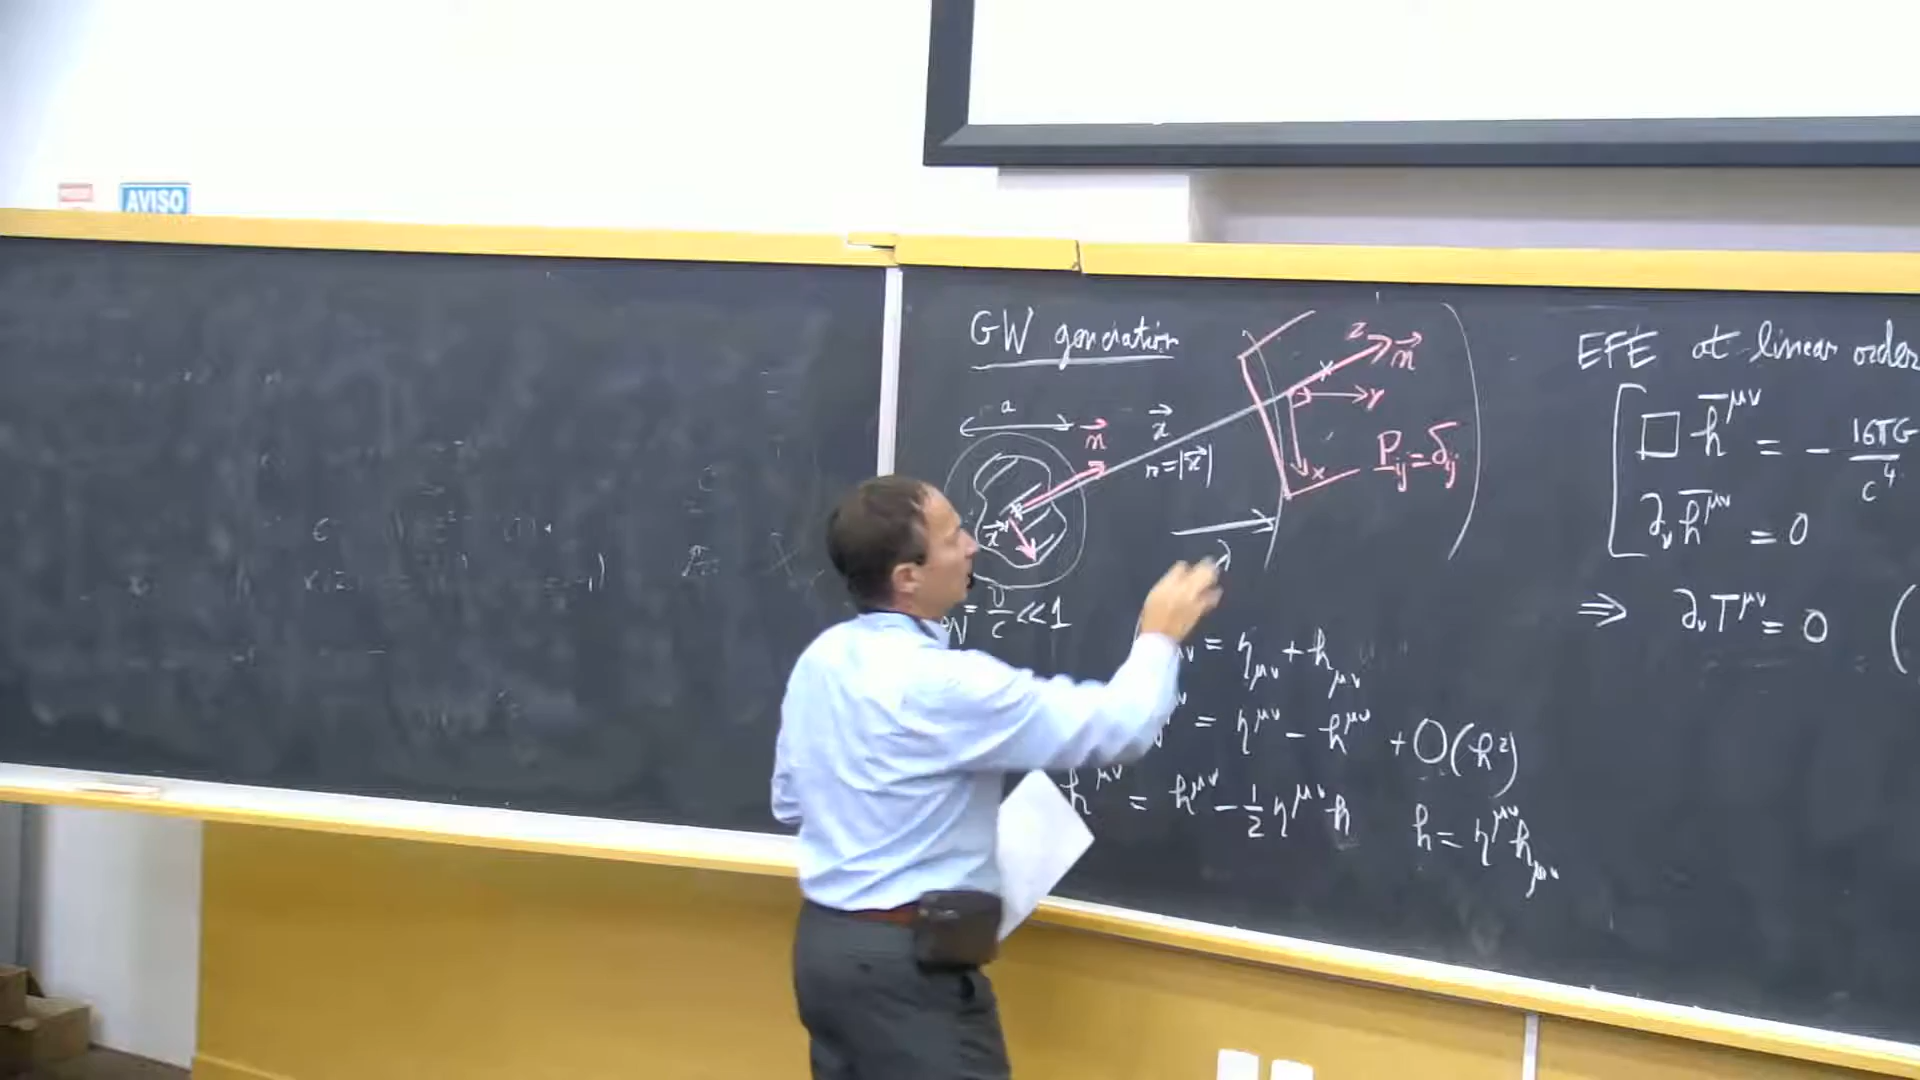 AVISO
GW generation
a
n⃗
x⃗
r=|x⃗|
x⃗'
λ
z
n⃗
y
x
P_ij=δ_ij
= v/c <<1
= η_μν + h_μν
= η^μν - h^μν + O(h²)
h^μν = h^μν - 1/2 η^μν h    h = η^μν h_μν
EFE at linear order
□ h̄^μν = - 16πG/c⁴
∂_ν h̄^μν = 0
⇒ ∂_ν T^μν = 0 (